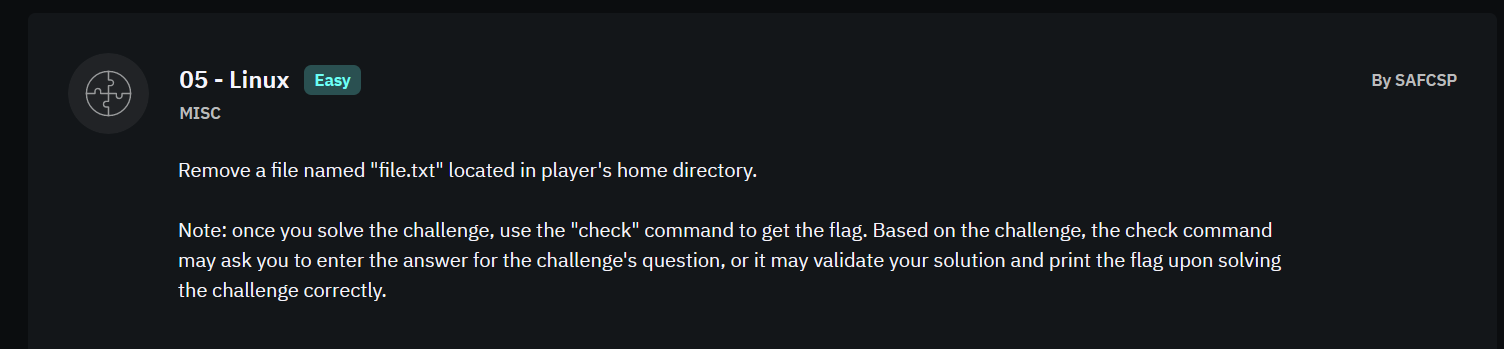 05 - Linux Easy
By SAFCSP
MISC
Remove a file named "file.txt" located in player's home directory.
Note: once you solve the challenge, use the "check" command to get the flag. Based on the challenge, the check command
may ask you to enter the answer for the challenge's question, or it may validate your solution and print the flag upon solving
the challenge correctly.